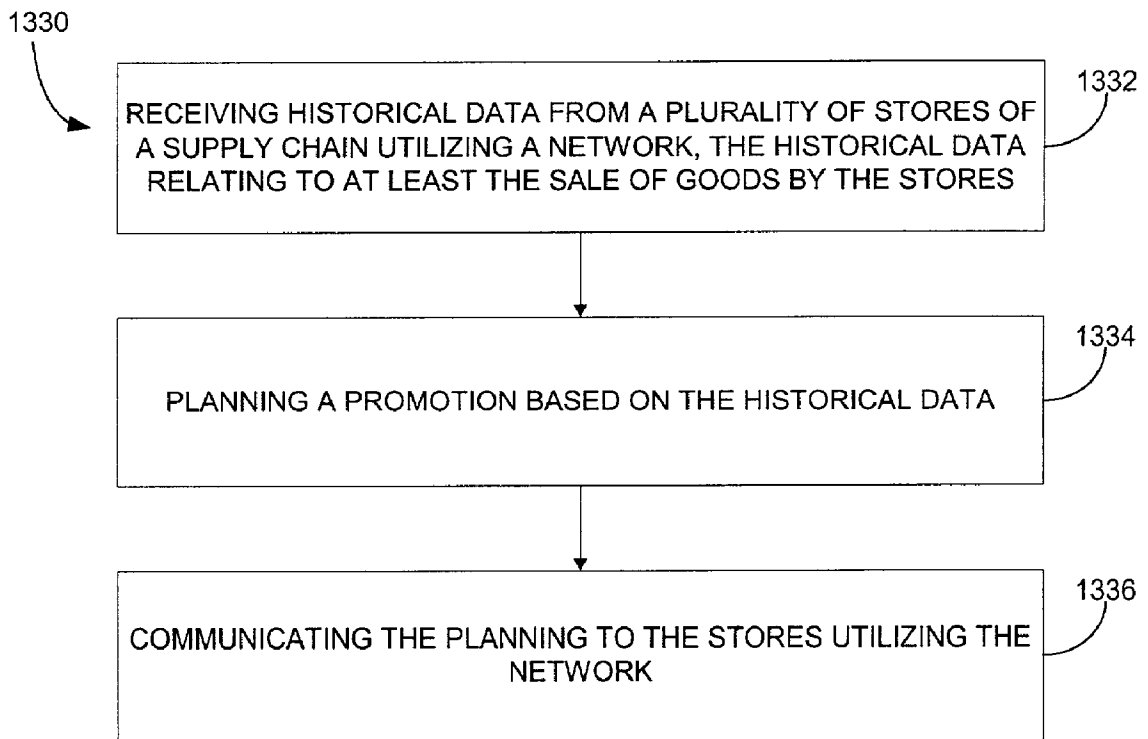 1330
1332
RECEIVING HISTORICAL DATA FROM A PLURALITY OF STORES OF
A SUPPLY CHAIN UTILIZING A NETWORK, THE HISTORICAL DATA
RELATING TO AT LEAST THE SALE OF GOODS BY THE STORES
1334
PLANNING A PROMOTION BASED ON THE HISTORICAL DATA
1336
COMMUNICATING THE PLANNING TO THE STORES UTILIZING THE
NETWORK